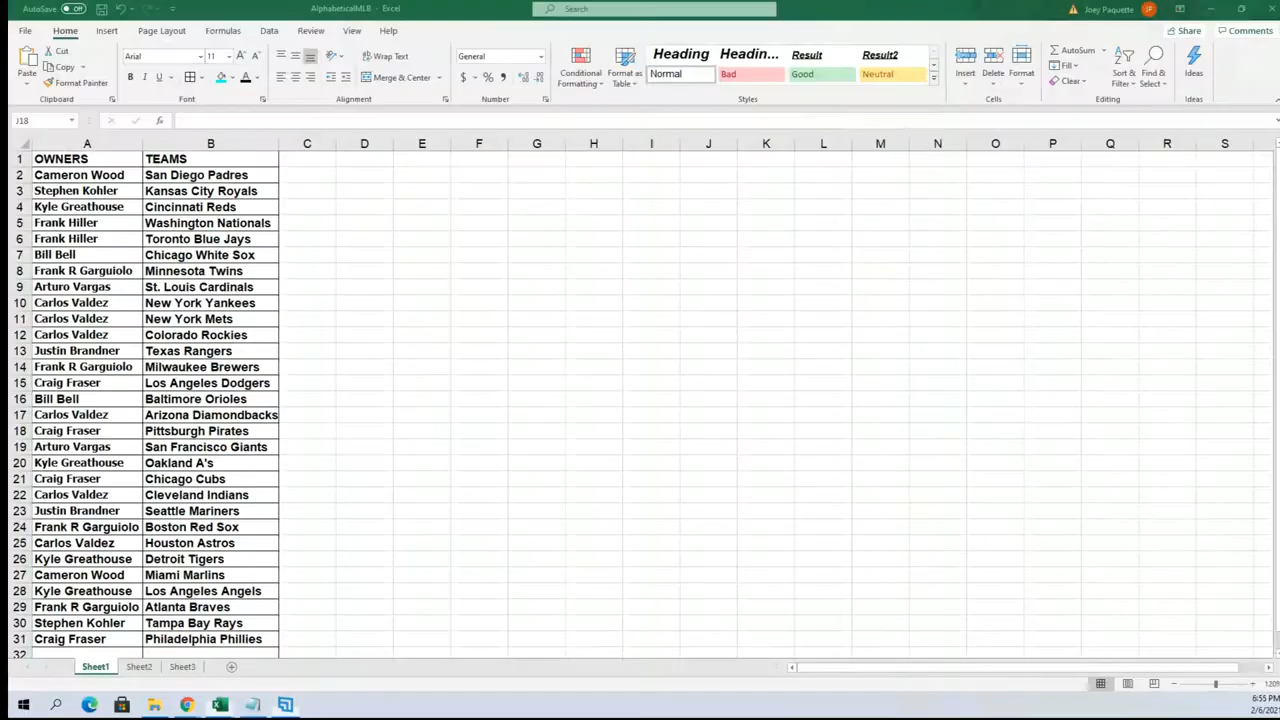 AutoSave Off AlphabeticalMLB - Excel Search Joey Paquette JP
File Home Insert Page Layout Formulas Data Review View Help Share Comments
Paste Cut Copy Format Painter Clipboard
Arial 11 B I U A Font
Wrap Text Merge & Center Alignment
General $ % Number
Conditional Formatting Format as Table
Heading Headin... Result Result2
Normal Bad Good Neutral
Styles
Insert Delete Format Cells
AutoSum Fill Clear Sort & Filter Find & Select Editing
Ideas Ideas
J18 fx
A B C D E F G H I J K L M N O P Q R S
1 OWNERS TEAMS
2 Cameron Wood San Diego Padres
3 Stephen Kohler Kansas City Royals
4 Kyle Greathouse Cincinnati Reds
5 Frank Hiller Washington Nationals
6 Frank Hiller Toronto Blue Jays
7 Bill Bell Chicago White Sox
8 Frank R Garguiolo Minnesota Twins
9 Arturo Vargas St. Louis Cardinals
10 Carlos Valdez New York Yankees
11 Carlos Valdez New York Mets
12 Carlos Valdez Colorado Rockies
13 Justin Brandner Texas Rangers
14 Frank R Garguiolo Milwaukee Brewers
15 Craig Fraser Los Angeles Dodgers
16 Bill Bell Baltimore Orioles
17 Carlos Valdez Arizona Diamondbacks
18 Craig Fraser Pittsburgh Pirates
19 Arturo Vargas San Francisco Giants
20 Kyle Greathouse Oakland A's
21 Craig Fraser Chicago Cubs
22 Carlos Valdez Cleveland Indians
23 Justin Brandner Seattle Mariners
24 Frank R Garguiolo Boston Red Sox
25 Carlos Valdez Houston Astros
26 Kyle Greathouse Detroit Tigers
27 Cameron Wood Miami Marlins
28 Kyle Greathouse Los Angeles Angels
29 Frank R Garguiolo Atlanta Braves
30 Stephen Kohler Tampa Bay Rays
31 Craig Fraser Philadelphia Phillies
32
Sheet1 Sheet2 Sheet3
120%
6:55 PM
2/6/2021